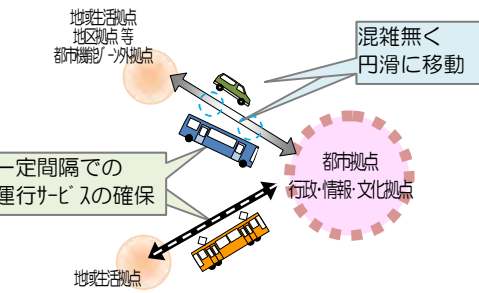 地域生活拠点
地区拠点 等
都市機能ゾーン外拠点
混雑無く
円滑に移動
一定間隔での
運行サービスの確保
都市拠点
行政・情報・文化拠点
地域生活拠点